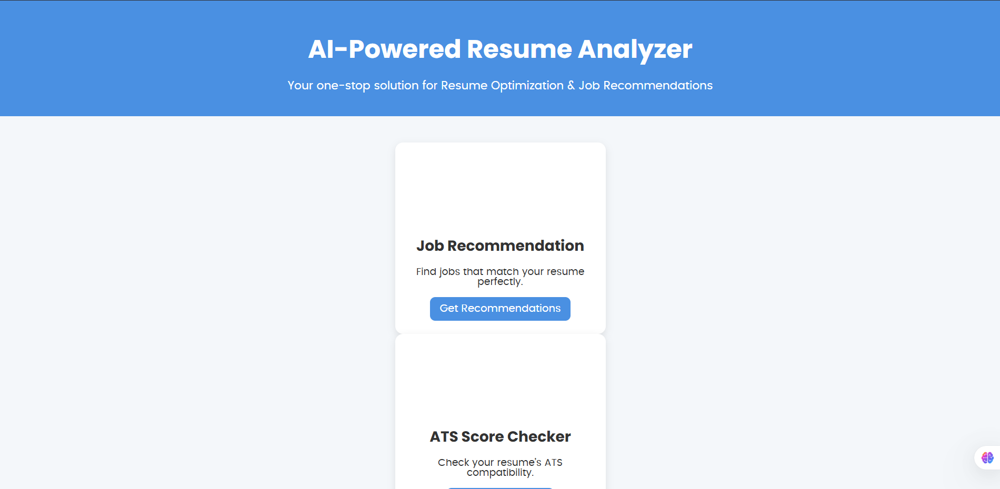 AI-Powered Resume Analyzer
Your one-stop solution for Resume Optimization & Job Recommendations
Job Recommendation
Find jobs that match your resume
perfectly.
Get Recommendations
ATS Score Checker
Check your resume’s ATS
compatibility.